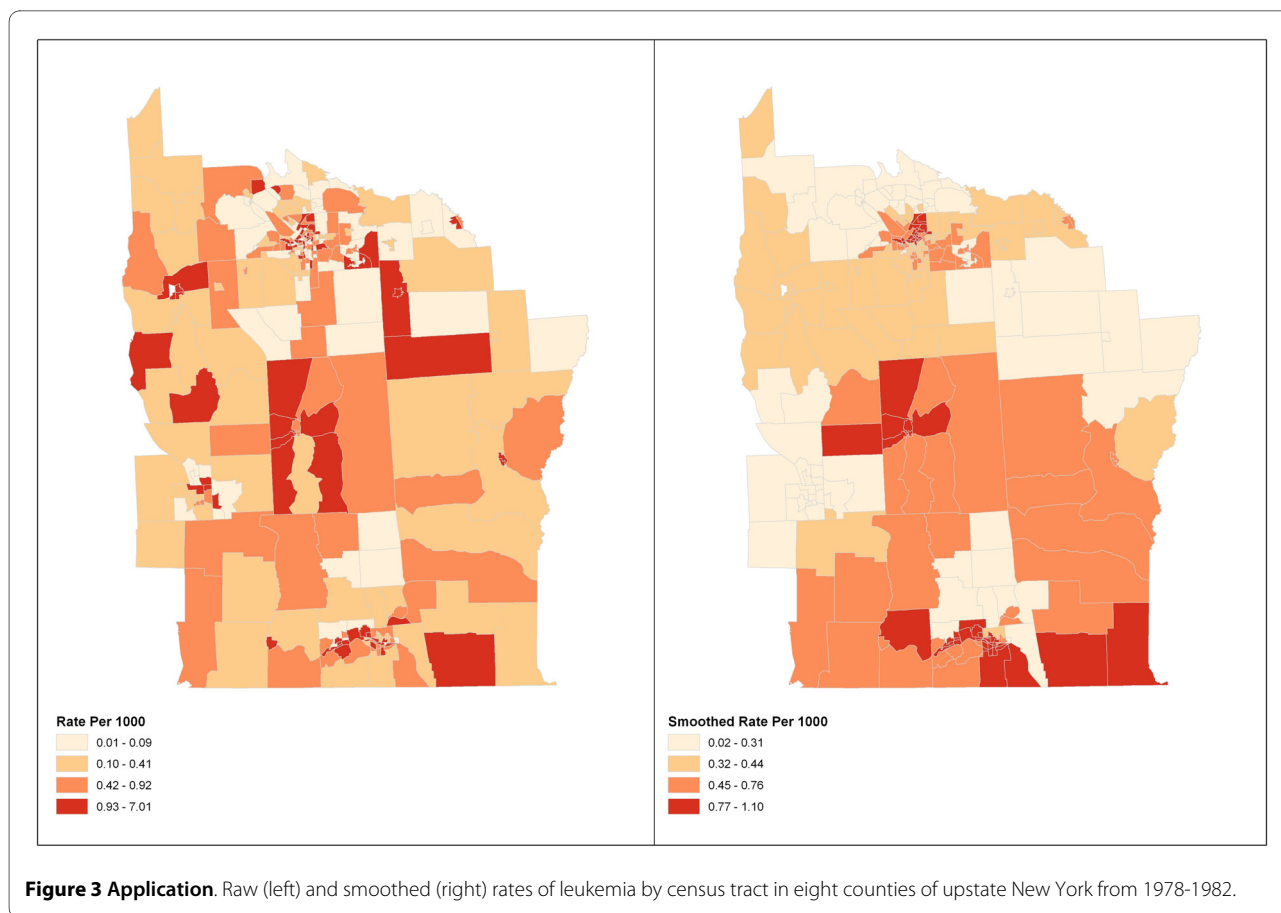 Rate Per 1000
0.01 - 0.09
0.10 - 0.41
0.42 - 0.92
0.93 - 7.01
Smoothed Rate Per 1000
0.02 - 0.31
0.32 - 0.44
0.45 - 0.76
0.77 - 1.10
Figure 3 Application. Raw (left) and smoothed (right) rates of leukemia by census tract in eight counties of upstate New York from 1978-1982.